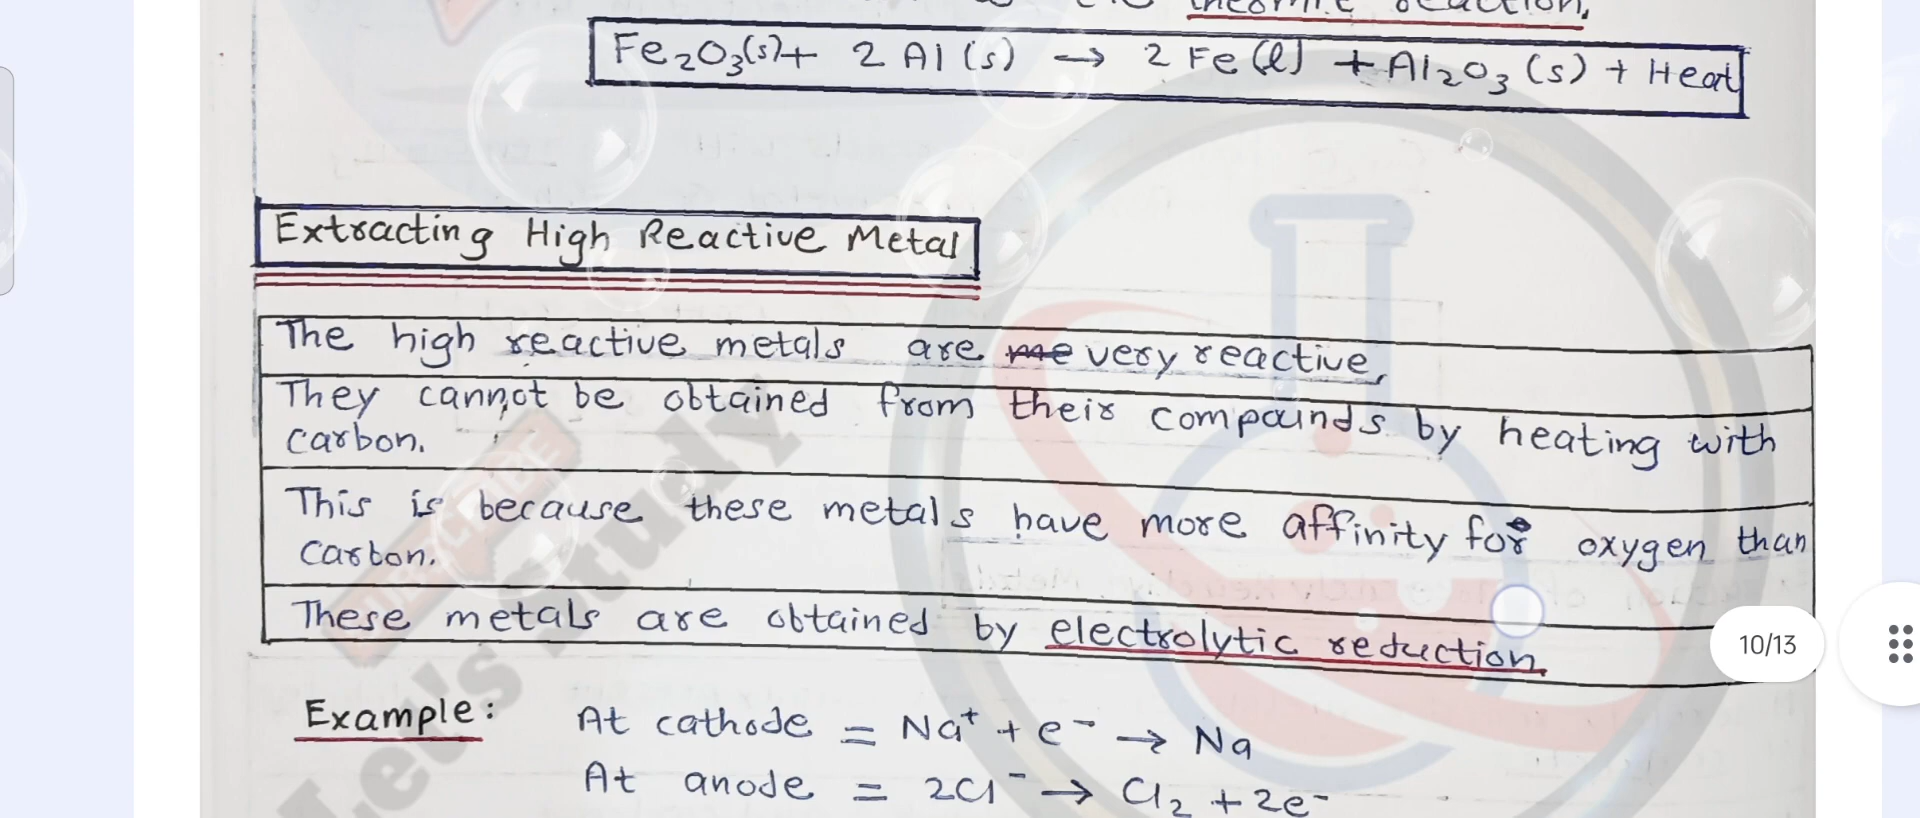 Fe₂O₃(s)+ 2 Al (s) → 2 Fe (l) + Al₂O₃ (s) + Heat
Extracting High Reactive Metal
The high reactive metals are me very reactive,
They cannot be obtained from their compounds by heating with
carbon.
This is because these metals have more affinity for oxygen than
Carbon.
These metals are obtained by electrolytic reduction.
10/13
Example: At cathode = Na⁺ + e⁻ → Na
At anode = 2Cl⁻ → Cl₂ + 2e⁻
Let's Study